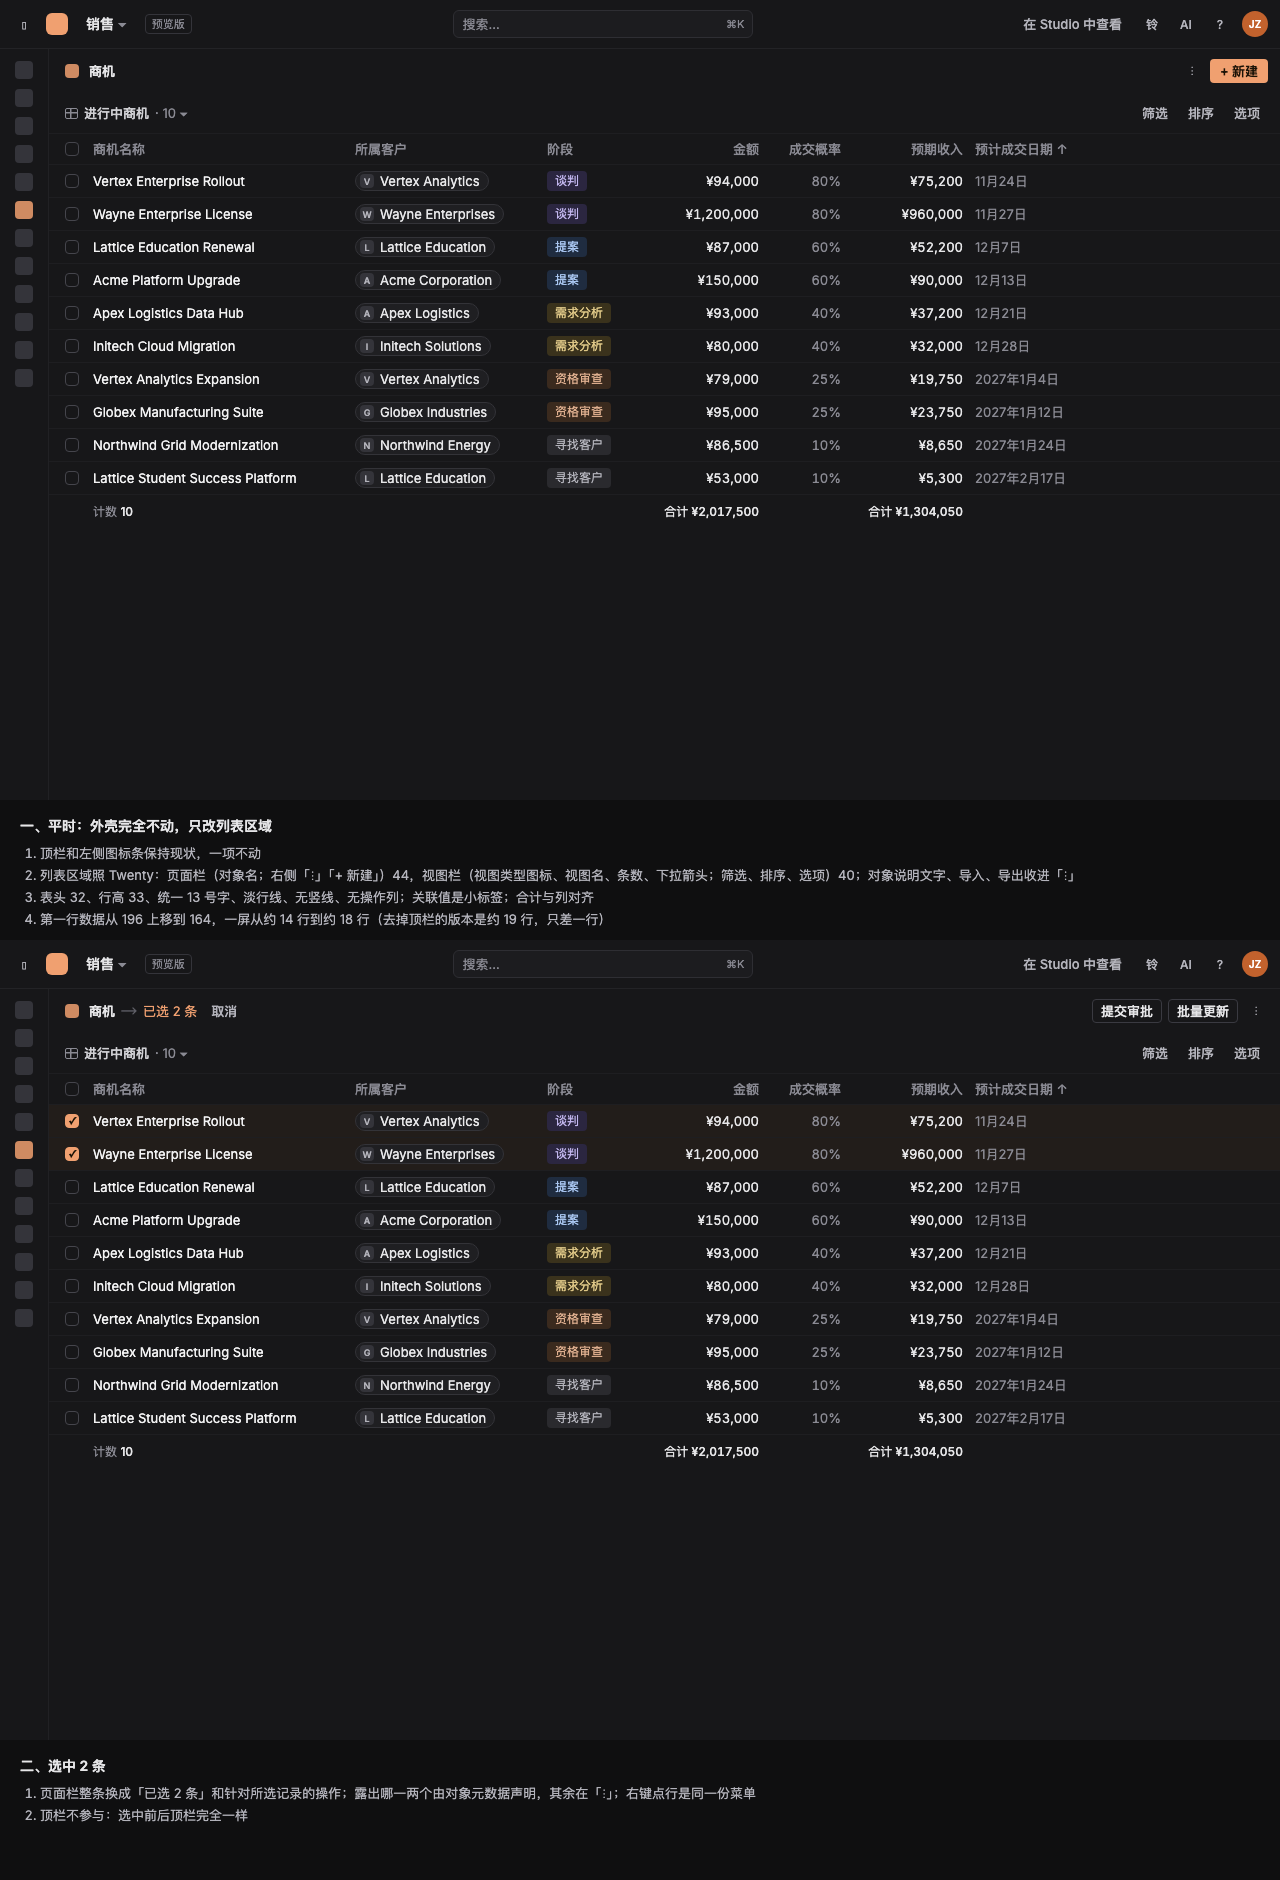 销售 预览版 搜索... ⌘K 在 Studio 中查看 铃 AI ? JZ
商机 ⋮ + 新建
进行中商机 · 10 筛选 排序 选项
商机名称 所属客户 阶段 金额 成交概率 预期收入 预计成交日期 ↑
Vertex Enterprise Rollout V Vertex Analytics 谈判 ¥94,000 80% ¥75,200 11月24日
Wayne Enterprise License W Wayne Enterprises 谈判 ¥1,200,000 80% ¥960,000 11月27日
Lattice Education Renewal L Lattice Education 提案 ¥87,000 60% ¥52,200 12月7日
Acme Platform Upgrade A Acme Corporation 提案 ¥150,000 60% ¥90,000 12月13日
Apex Logistics Data Hub A Apex Logistics 需求分析 ¥93,000 40% ¥37,200 12月21日
Initech Cloud Migration I Initech Solutions 需求分析 ¥80,000 40% ¥32,000 12月28日
Vertex Analytics Expansion V Vertex Analytics 资格审查 ¥79,000 25% ¥19,750 2027年1月4日
Globex Manufacturing Suite G Globex Industries 资格审查 ¥95,000 25% ¥23,750 2027年1月12日
Northwind Grid Modernization N Northwind Energy 寻找客户 ¥86,500 10% ¥8,650 2027年1月24日
Lattice Student Success Platform L Lattice Education 寻找客户 ¥53,000 10% ¥5,300 2027年2月17日
计数 10 合计 ¥2,017,500 合计 ¥1,304,050
一、平时：外壳完全不动，只改列表区域
1. 顶栏和左侧图标条保持现状，一项不动
2. 列表区域照 Twenty：页面栏（对象名；右侧「⋮」「+ 新建」）44，视图栏（视图类型图标、视图名、条数、下拉箭头；筛选、排序、选项）40；对象说明文字、导入、导出收进「⋮」
3. 表头 32、行高 33、统一 13 号字、淡行线、无竖线、无操作列；关联值是小标签；合计与列对齐
4. 第一行数据从 196 上移到 164，一屏从约 14 行到约 18 行（去掉顶栏的版本是约 19 行，只差一行）
销售 预览版 搜索... ⌘K 在 Studio 中查看 铃 AI ? JZ
商机 → 已选 2 条 取消 提交审批 批量更新 ⋮
进行中商机 · 10 筛选 排序 选项
商机名称 所属客户 阶段 金额 成交概率 预期收入 预计成交日期 ↑
Vertex Enterprise Rollout V Vertex Analytics 谈判 ¥94,000 80% ¥75,200 11月24日
Wayne Enterprise License W Wayne Enterprises 谈判 ¥1,200,000 80% ¥960,000 11月27日
Lattice Education Renewal L Lattice Education 提案 ¥87,000 60% ¥52,200 12月7日
Acme Platform Upgrade A Acme Corporation 提案 ¥150,000 60% ¥90,000 12月13日
Apex Logistics Data Hub A Apex Logistics 需求分析 ¥93,000 40% ¥37,200 12月21日
Initech Cloud Migration I Initech Solutions 需求分析 ¥80,000 40% ¥32,000 12月28日
Vertex Analytics Expansion V Vertex Analytics 资格审查 ¥79,000 25% ¥19,750 2027年1月4日
Globex Manufacturing Suite G Globex Industries 资格审查 ¥95,000 25% ¥23,750 2027年1月12日
Northwind Grid Modernization N Northwind Energy 寻找客户 ¥86,500 10% ¥8,650 2027年1月24日
Lattice Student Success Platform L Lattice Education 寻找客户 ¥53,000 10% ¥5,300 2027年2月17日
计数 10 合计 ¥2,017,500 合计 ¥1,304,050
二、选中 2 条
1. 页面栏整条换成「已选 2 条」和针对所选记录的操作；露出哪一两个由对象元数据声明，其余在「⋮」；右键点行是同一份菜单
2. 顶栏不参与：选中前后顶栏完全一样